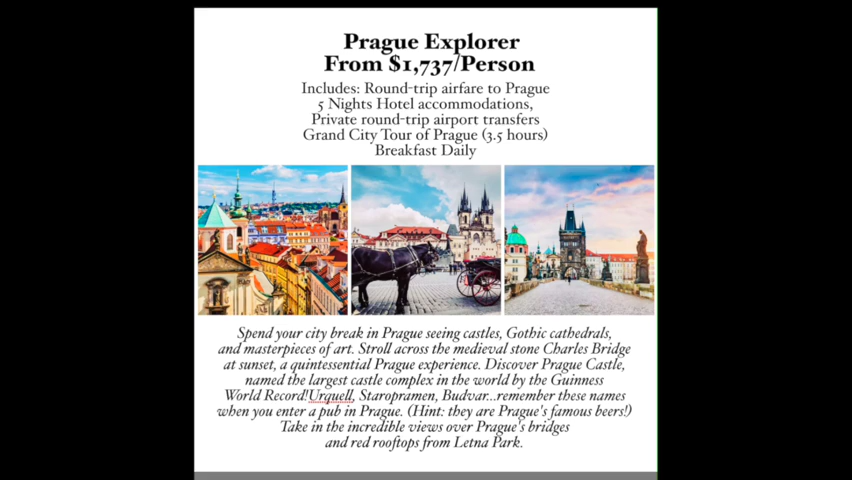 Prague Explorer
From $1,737/Person
Includes: Round-trip airfare to Prague
5 Nights Hotel accommodations,
Private round-trip airport transfers
Grand City Tour of Prague (3.5 hours)
Breakfast Daily
Spend your city break in Prague seeing castles, Gothic cathedrals,
and masterpieces of art. Stroll across the medieval stone Charles Bridge
at sunset, a quintessential Prague experience. Discover Prague Castle,
named the largest castle complex in the world by the Guinness
World Record!Urquell, Staropramen, Budvar...remember these names
when you enter a pub in Prague. (Hint: they are Prague's famous beers!)
Take in the incredible views over Prague's bridges
and red rooftops from Letna Park.